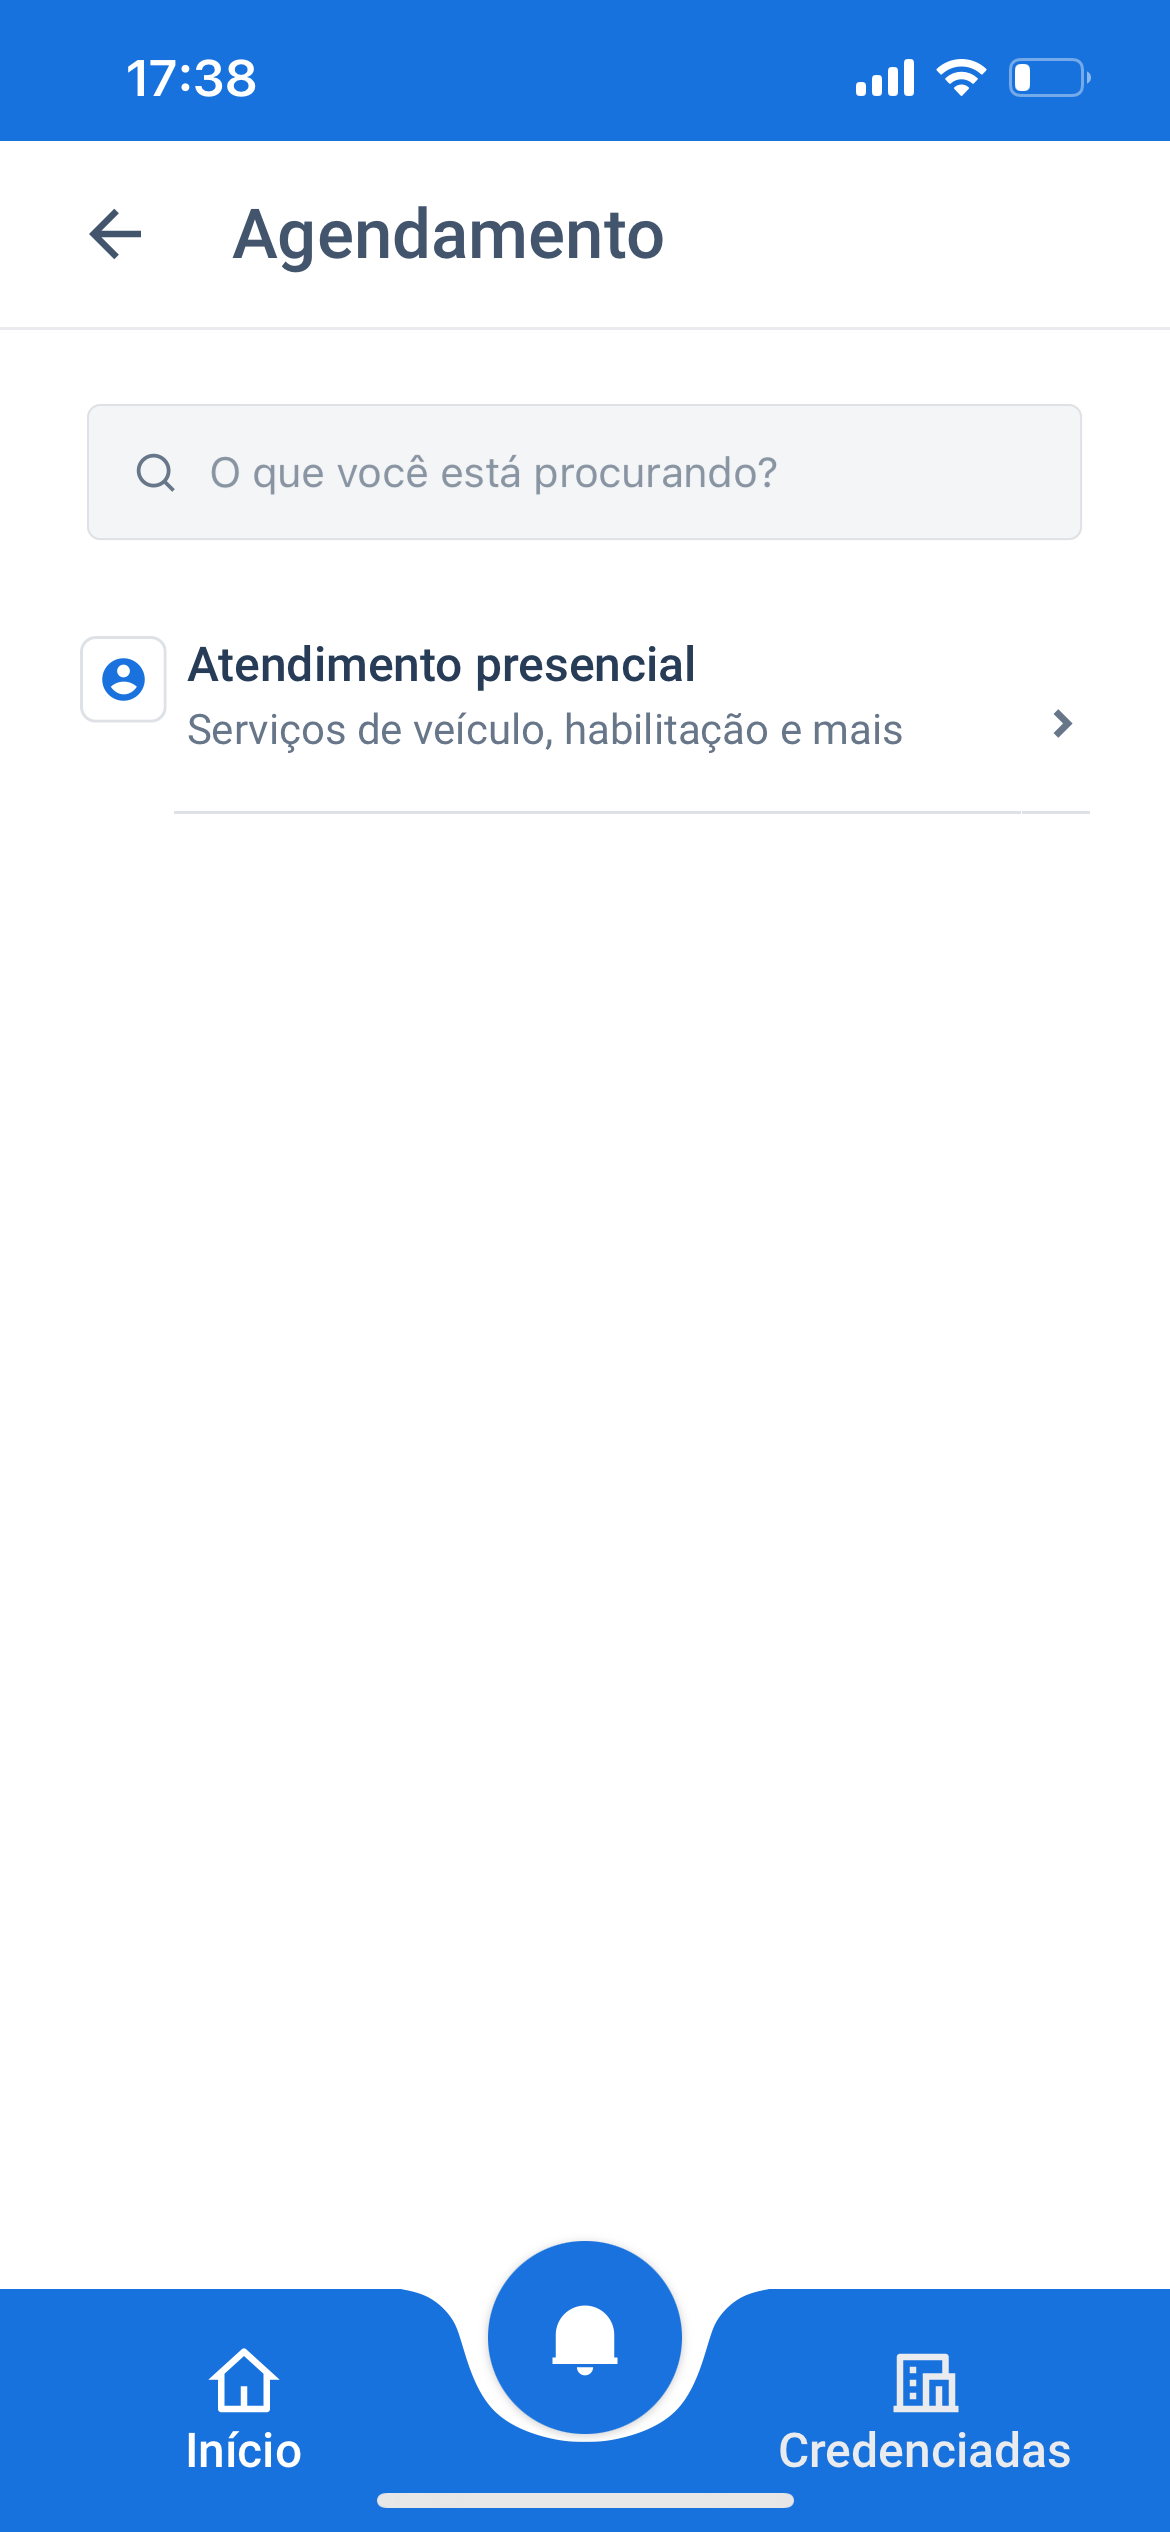 17:38
Agendamento
O que você está procurando?
Atendimento presencial
Serviços de veículo, habilitação e mais
Início
Credenciadas